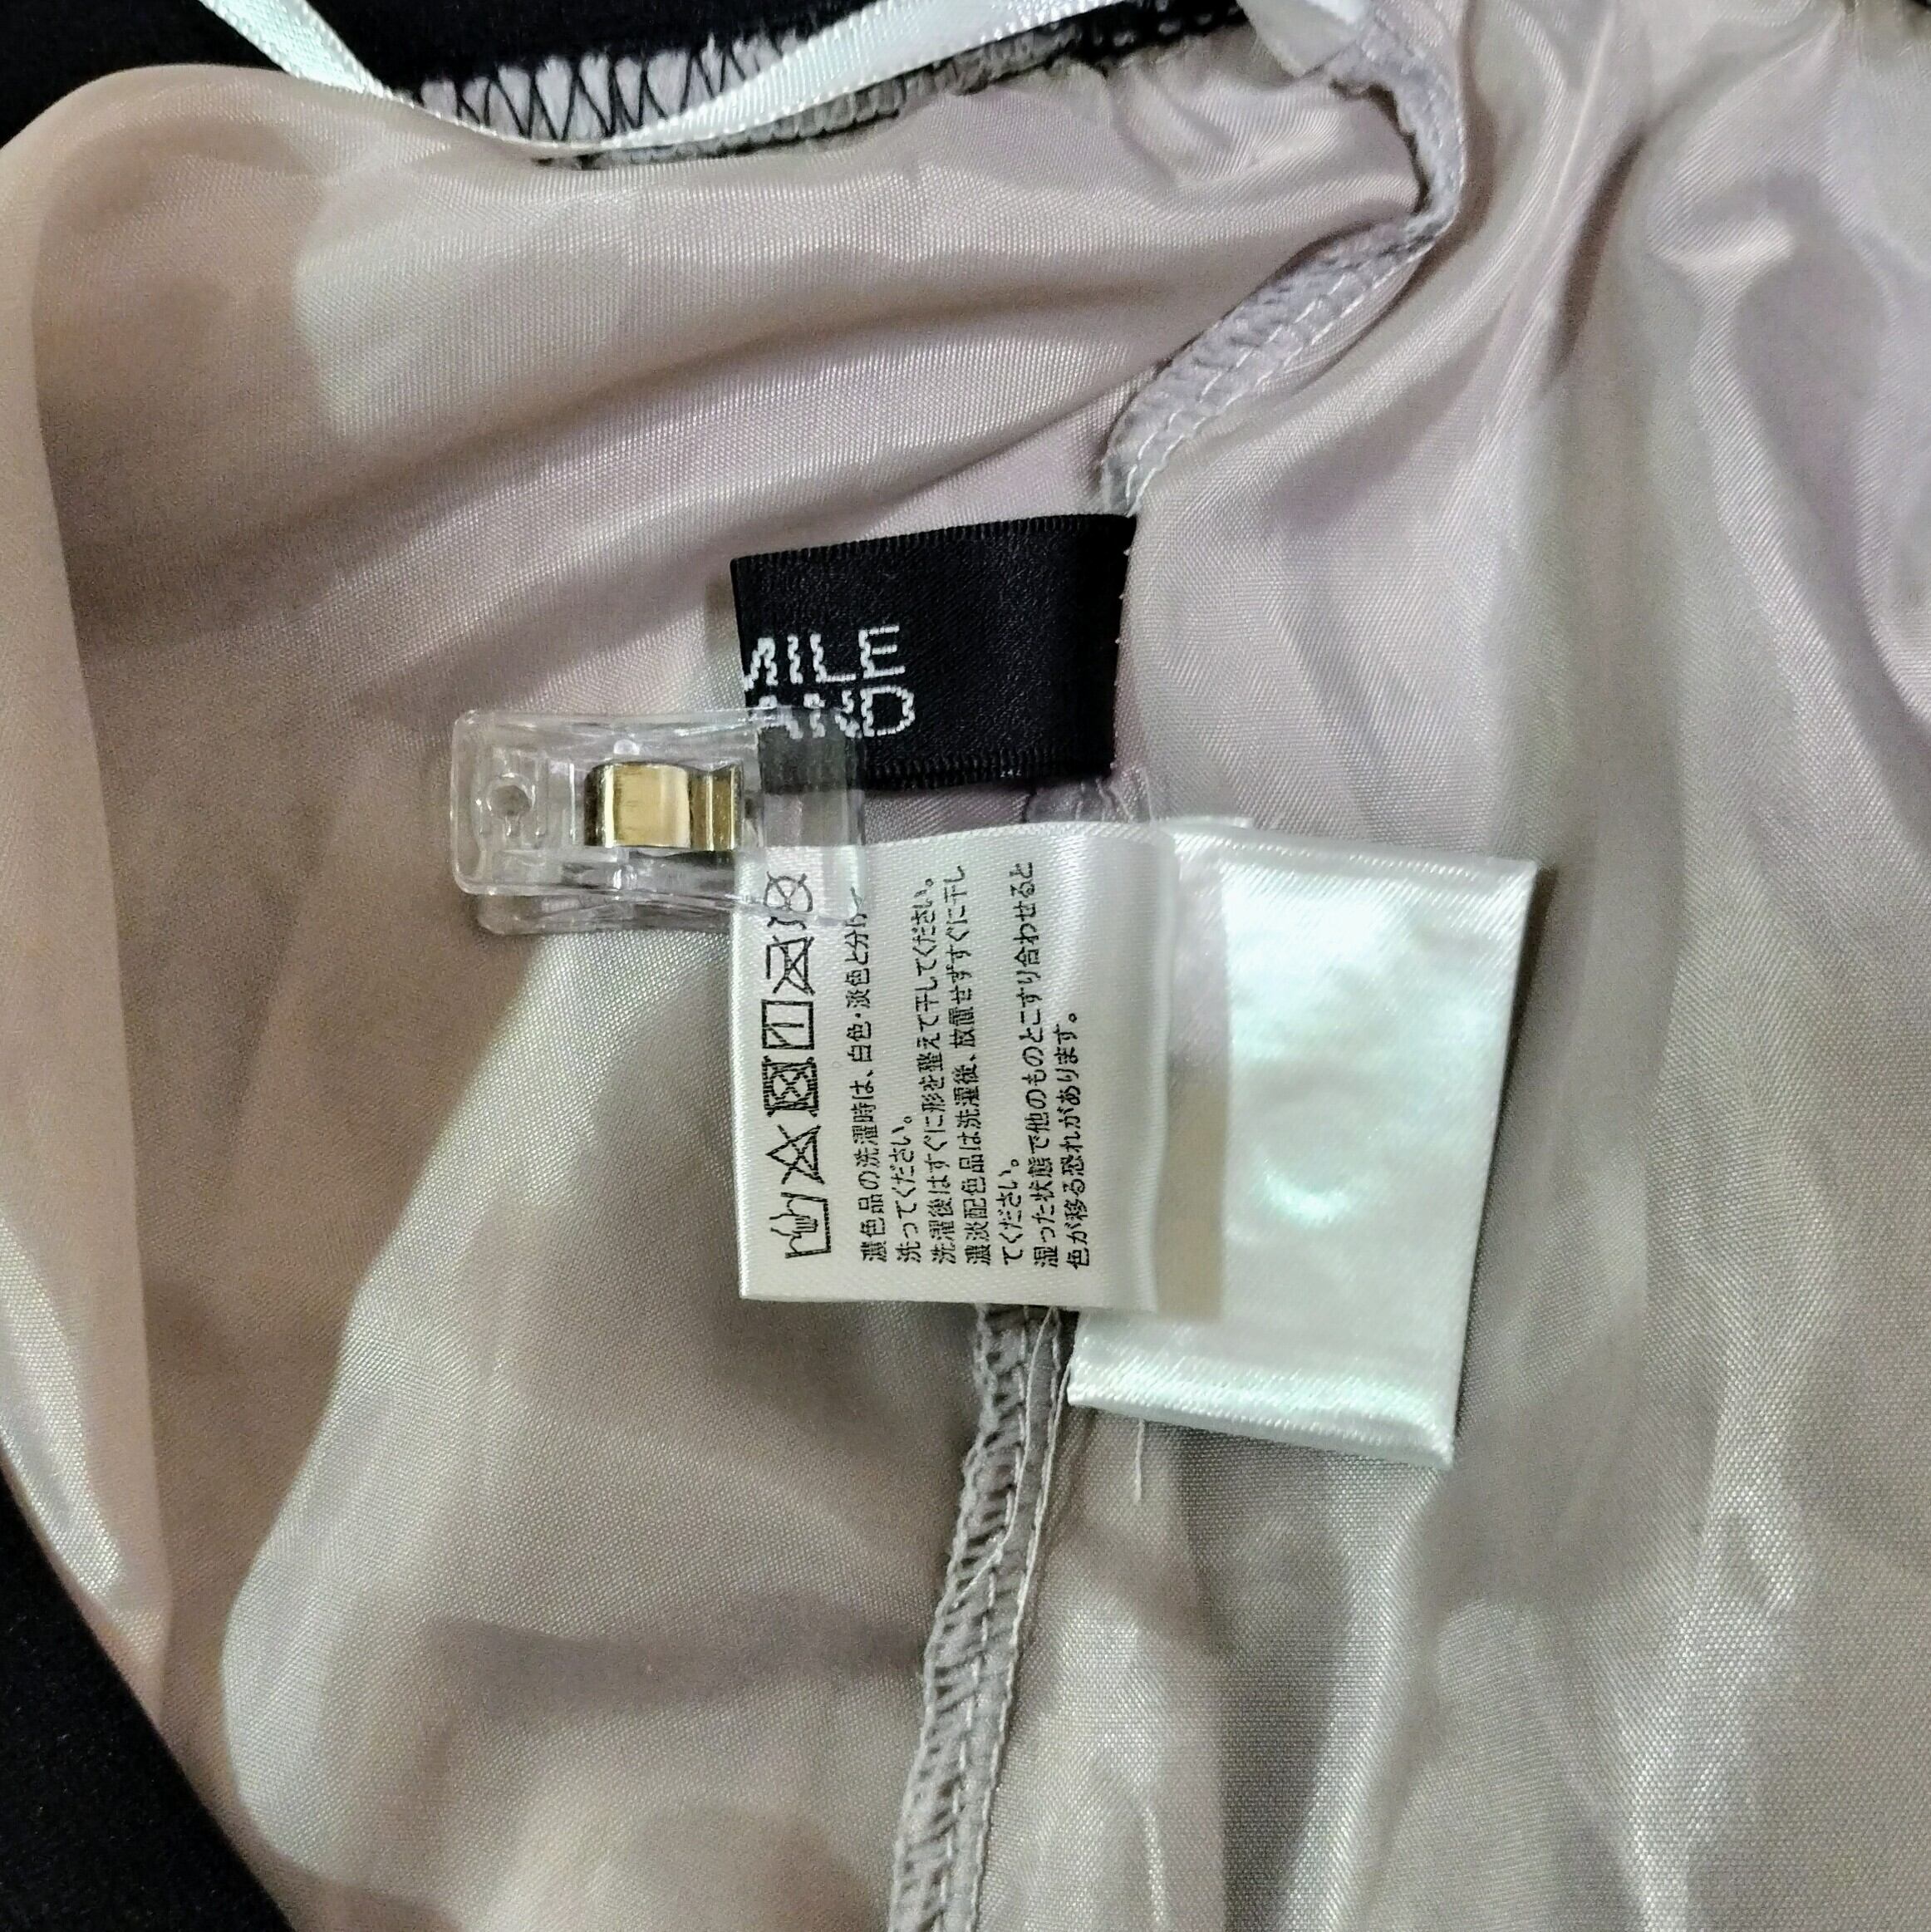 MILE
AND
濃色品の洗濯時は、白色・淡色と分け
洗ってください。
洗濯後はすぐに形を整えて干してください。
濃淡配色品は洗濯後、放置せずすぐに干し
てください。
湿った状態で他のものとこすり合わせると
色が移る恐れがあります。